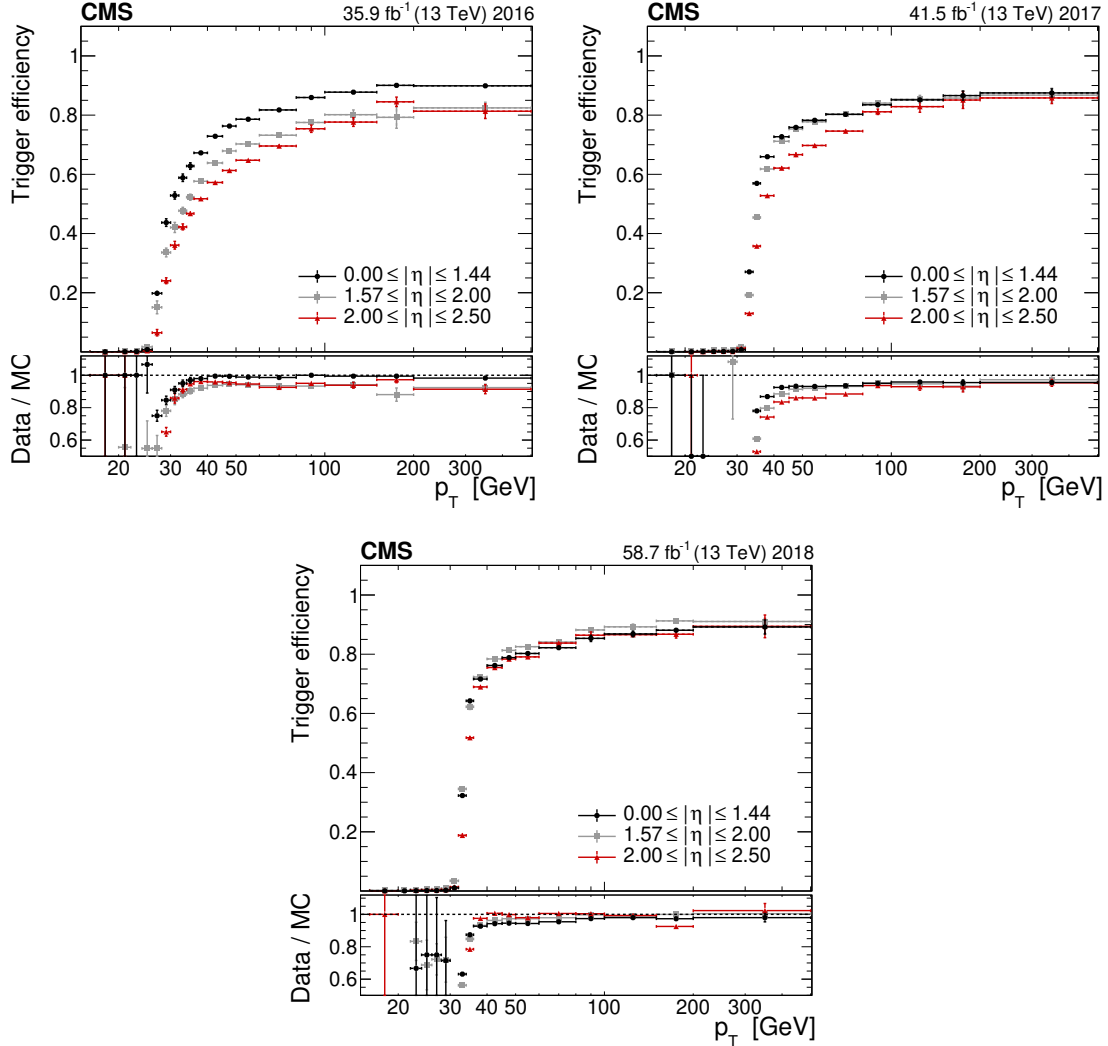 CMS 35.9 fb⁻¹ (13 TeV) 2016
Trigger efficiency
1
0.8
0.6
0.4
0.2
0.00 ≤ |η| ≤ 1.44
1.57 ≤ |η| ≤ 2.00
2.00 ≤ |η| ≤ 2.50
Data / MC
1
0.8
0.6
20 30 40 50 100 200 300
p_T [GeV]
CMS 41.5 fb⁻¹ (13 TeV) 2017
Trigger efficiency
1
0.8
0.6
0.4
0.2
0.00 ≤ |η| ≤ 1.44
1.57 ≤ |η| ≤ 2.00
2.00 ≤ |η| ≤ 2.50
Data / MC
1
0.8
0.6
20 30 40 50 100 200 300
p_T [GeV]
CMS 58.7 fb⁻¹ (13 TeV) 2018
Trigger efficiency
1
0.8
0.6
0.4
0.2
0.00 ≤ |η| ≤ 1.44
1.57 ≤ |η| ≤ 2.00
2.00 ≤ |η| ≤ 2.50
Data / MC
1
0.8
0.6
20 30 40 50 100 200 300
p_T [GeV]